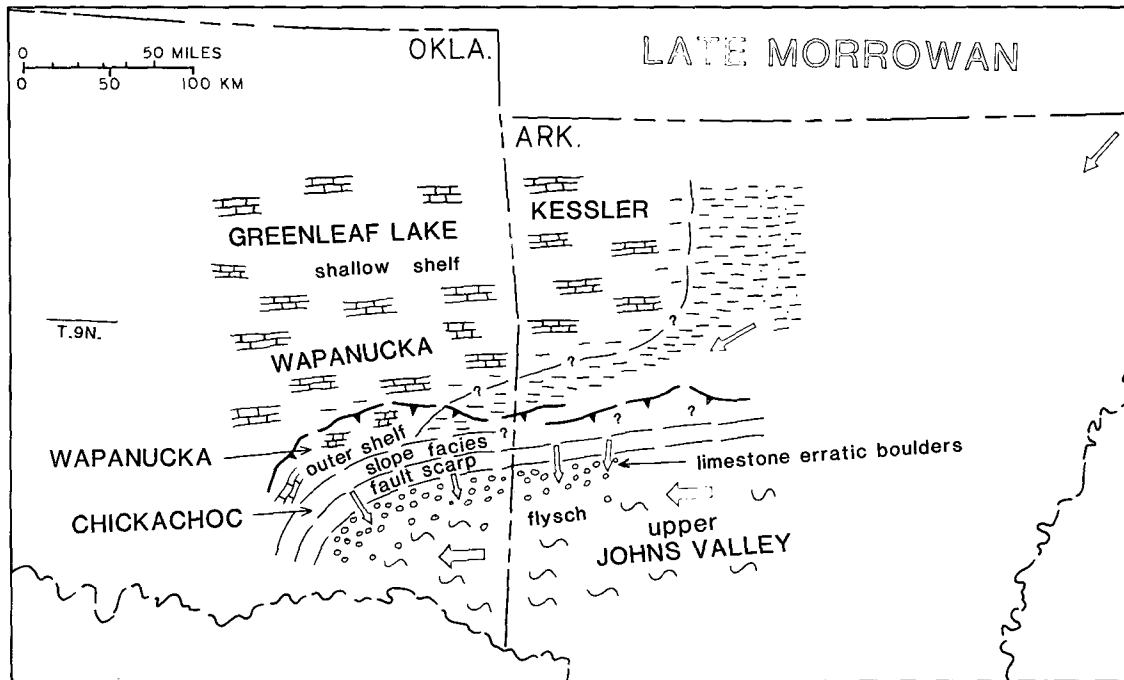 LATE MORROWAN
OKLA.
0 50 MILES
0 50 100 KM
ARK.
KESSLER
GREENLEAF LAKE
shallow shelf
T.9N.
?
WAPANUCKA
?
?
?
?
?
WAPANUCKA
outer shelf
slope facies
fault scarp
limestone erratic boulders
CHICKACHOC
flysch
upper
JOHNS VALLEY